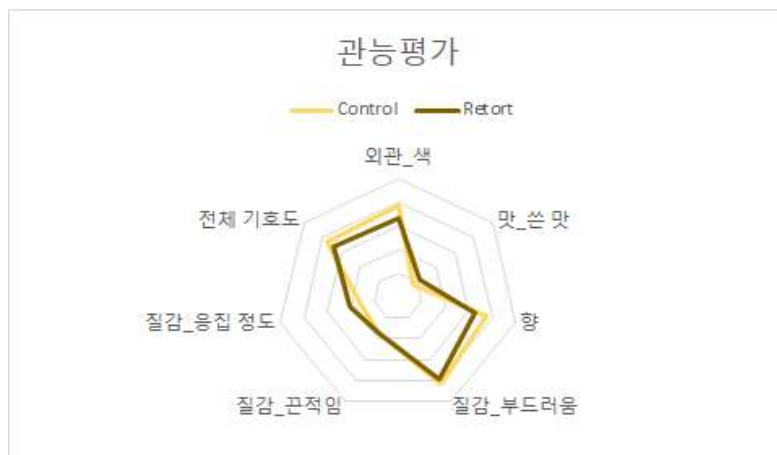 관능평가
Control Retort
외관_색
전체 기호도
맛_쓴 맛
질감_응집 정도
향
질감_끈적임
질감_부드러움